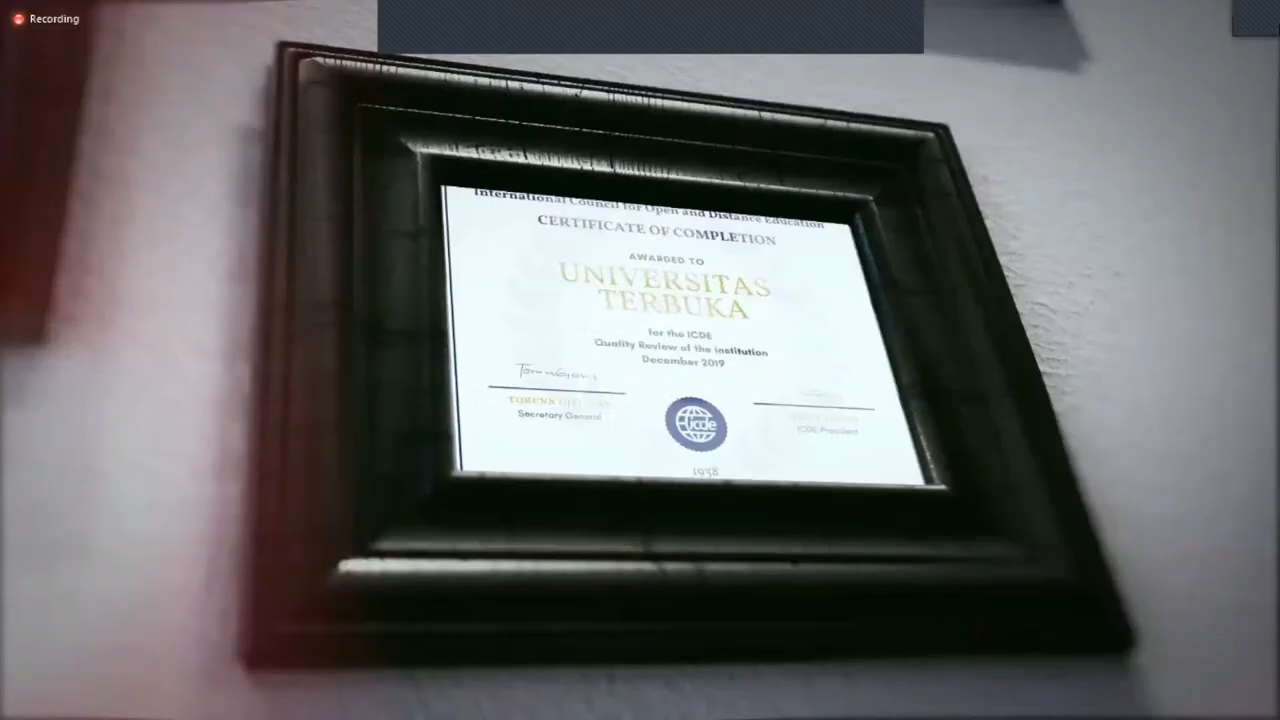 Recording
International Council for Open and Distance Education
CERTIFICATE OF COMPLETION
AWARDED TO
UNIVERSITAS
TERBUKA
for the ICDE
Quality Review of the institution
December 2019
TORUNN
Secretary General
ICDE President
icde
1938